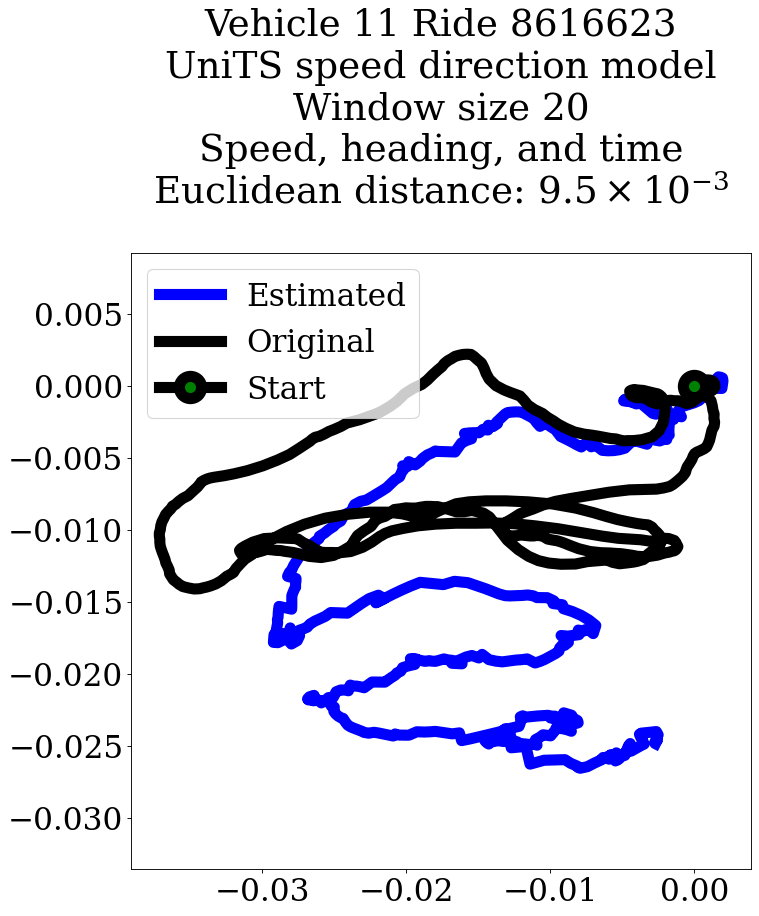 Vehicle 11 Ride 8616623
UniTS speed direction model
Window size 20
Speed, heading, and time
Euclidean distance: 9.5 × 10⁻³
Estimated
Original
Start
0.005
0.000
−0.005
−0.010
−0.015
−0.020
−0.025
−0.030
−0.03 −0.02 −0.01 0.00